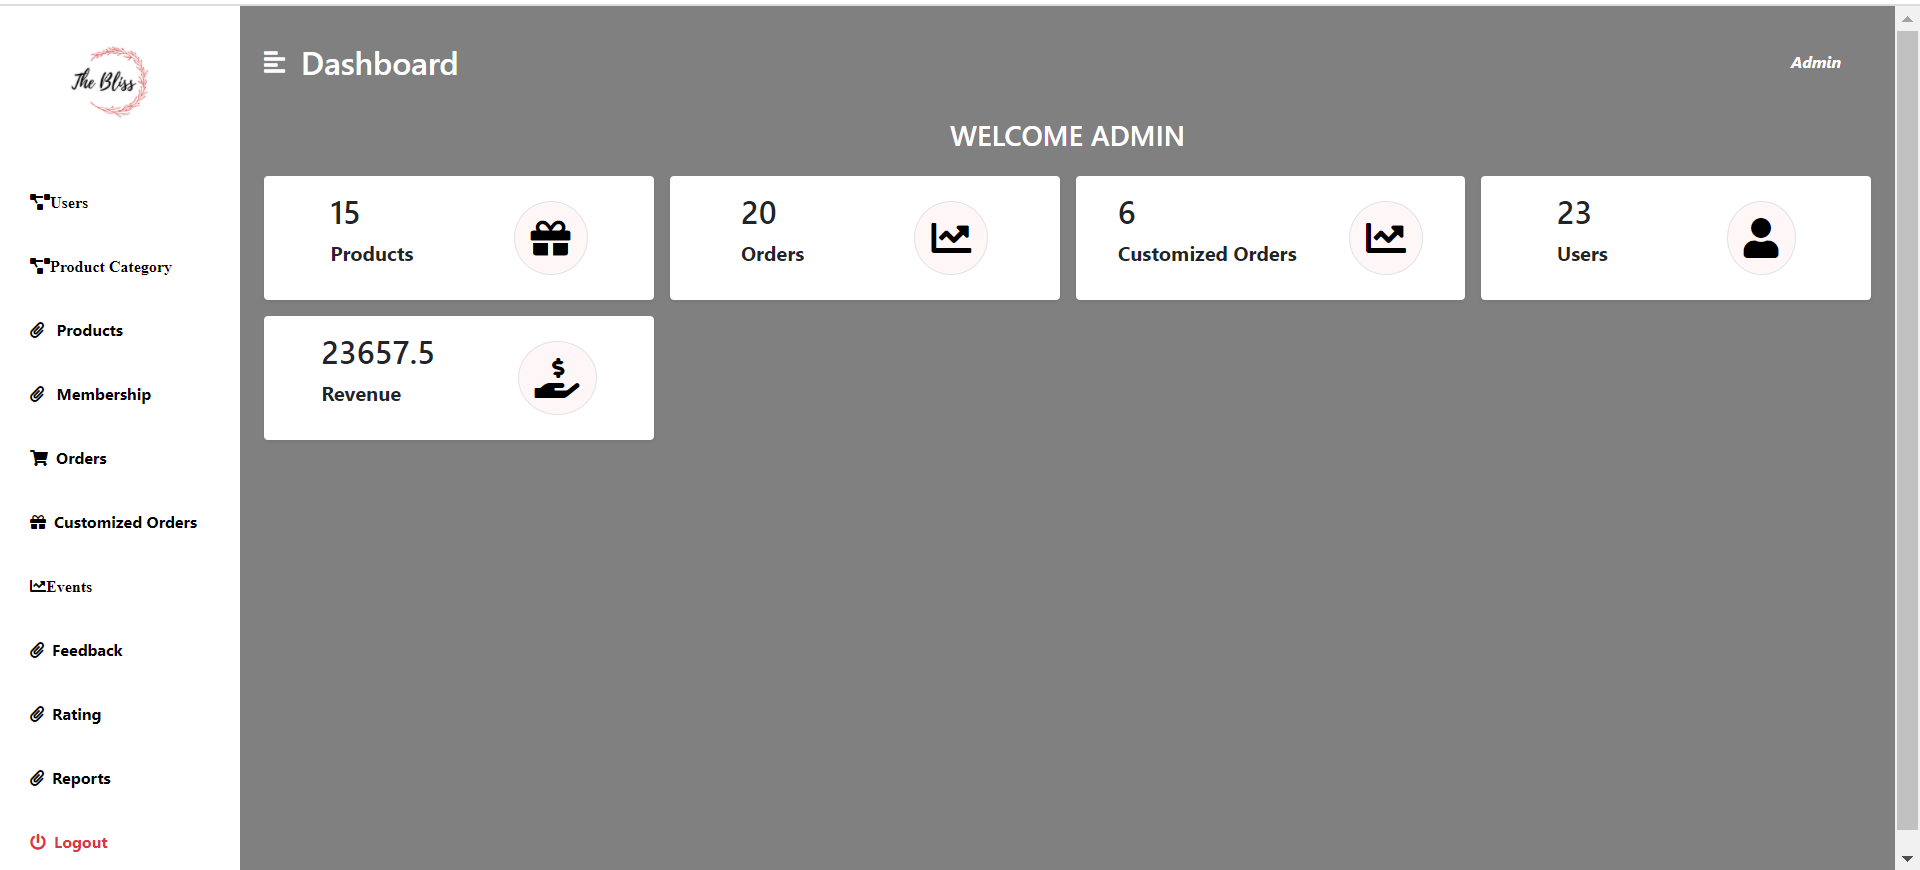 The Bliss
Users
Product Category
Products
Membership
Orders
Customized Orders
Events
Feedback
Rating
Reports
Logout
Dashboard
Admin
WELCOME ADMIN
15
Products
20
Orders
6
Customized Orders
23
Users
23657.5
Revenue